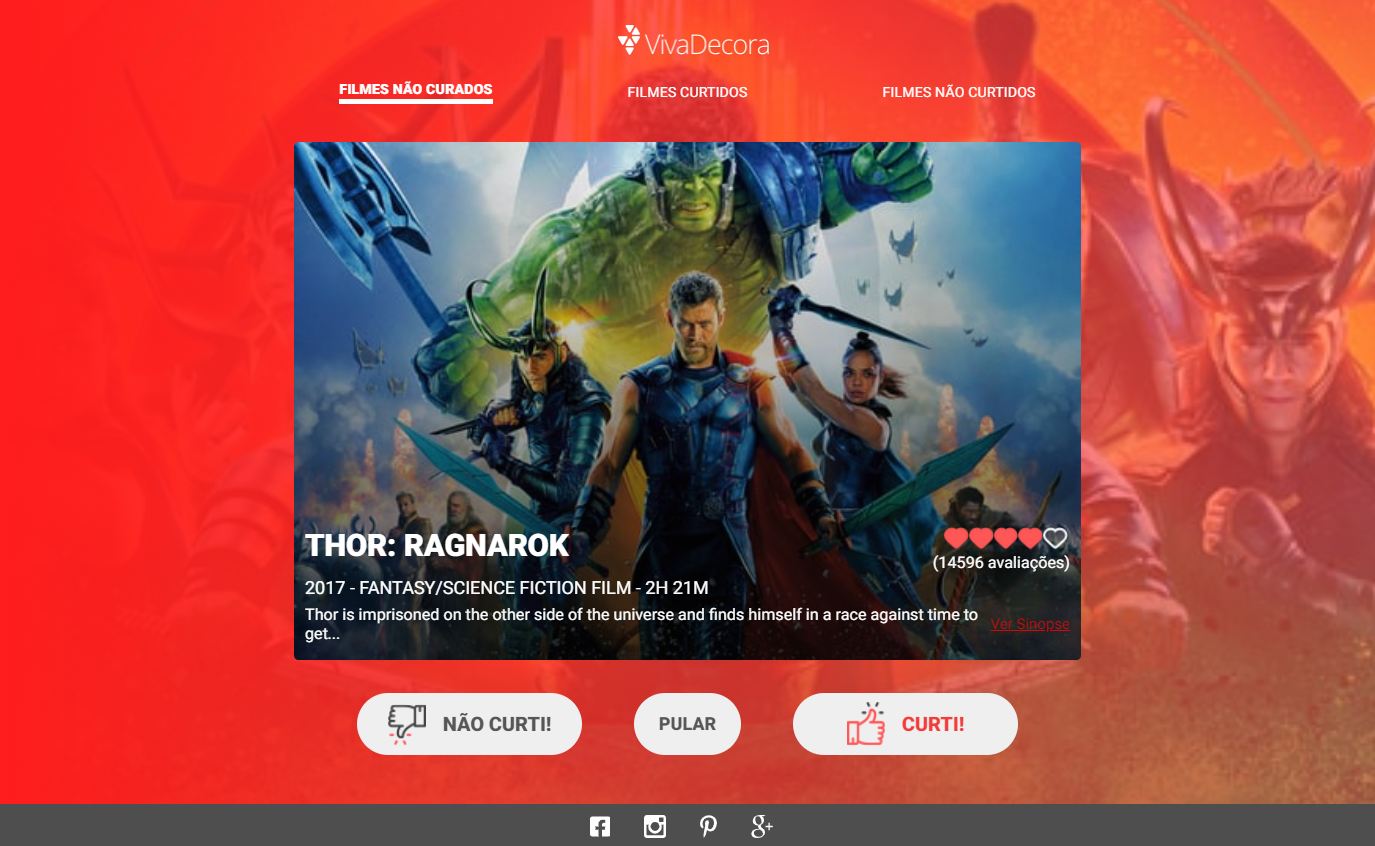 VivaDecora
FILMES NÃO CURADOS
FILMES CURTIDOS
FILMES NÃO CURTIDOS
THOR: RAGNAROK
(14596 avaliações)
2017 - FANTASY/SCIENCE FICTION FILM - 2H 21M
Thor is imprisoned on the other side of the universe and finds himself in a race against time to
get...
Ver Sinopse
NÃO CURTI!
PULAR
CURTI!